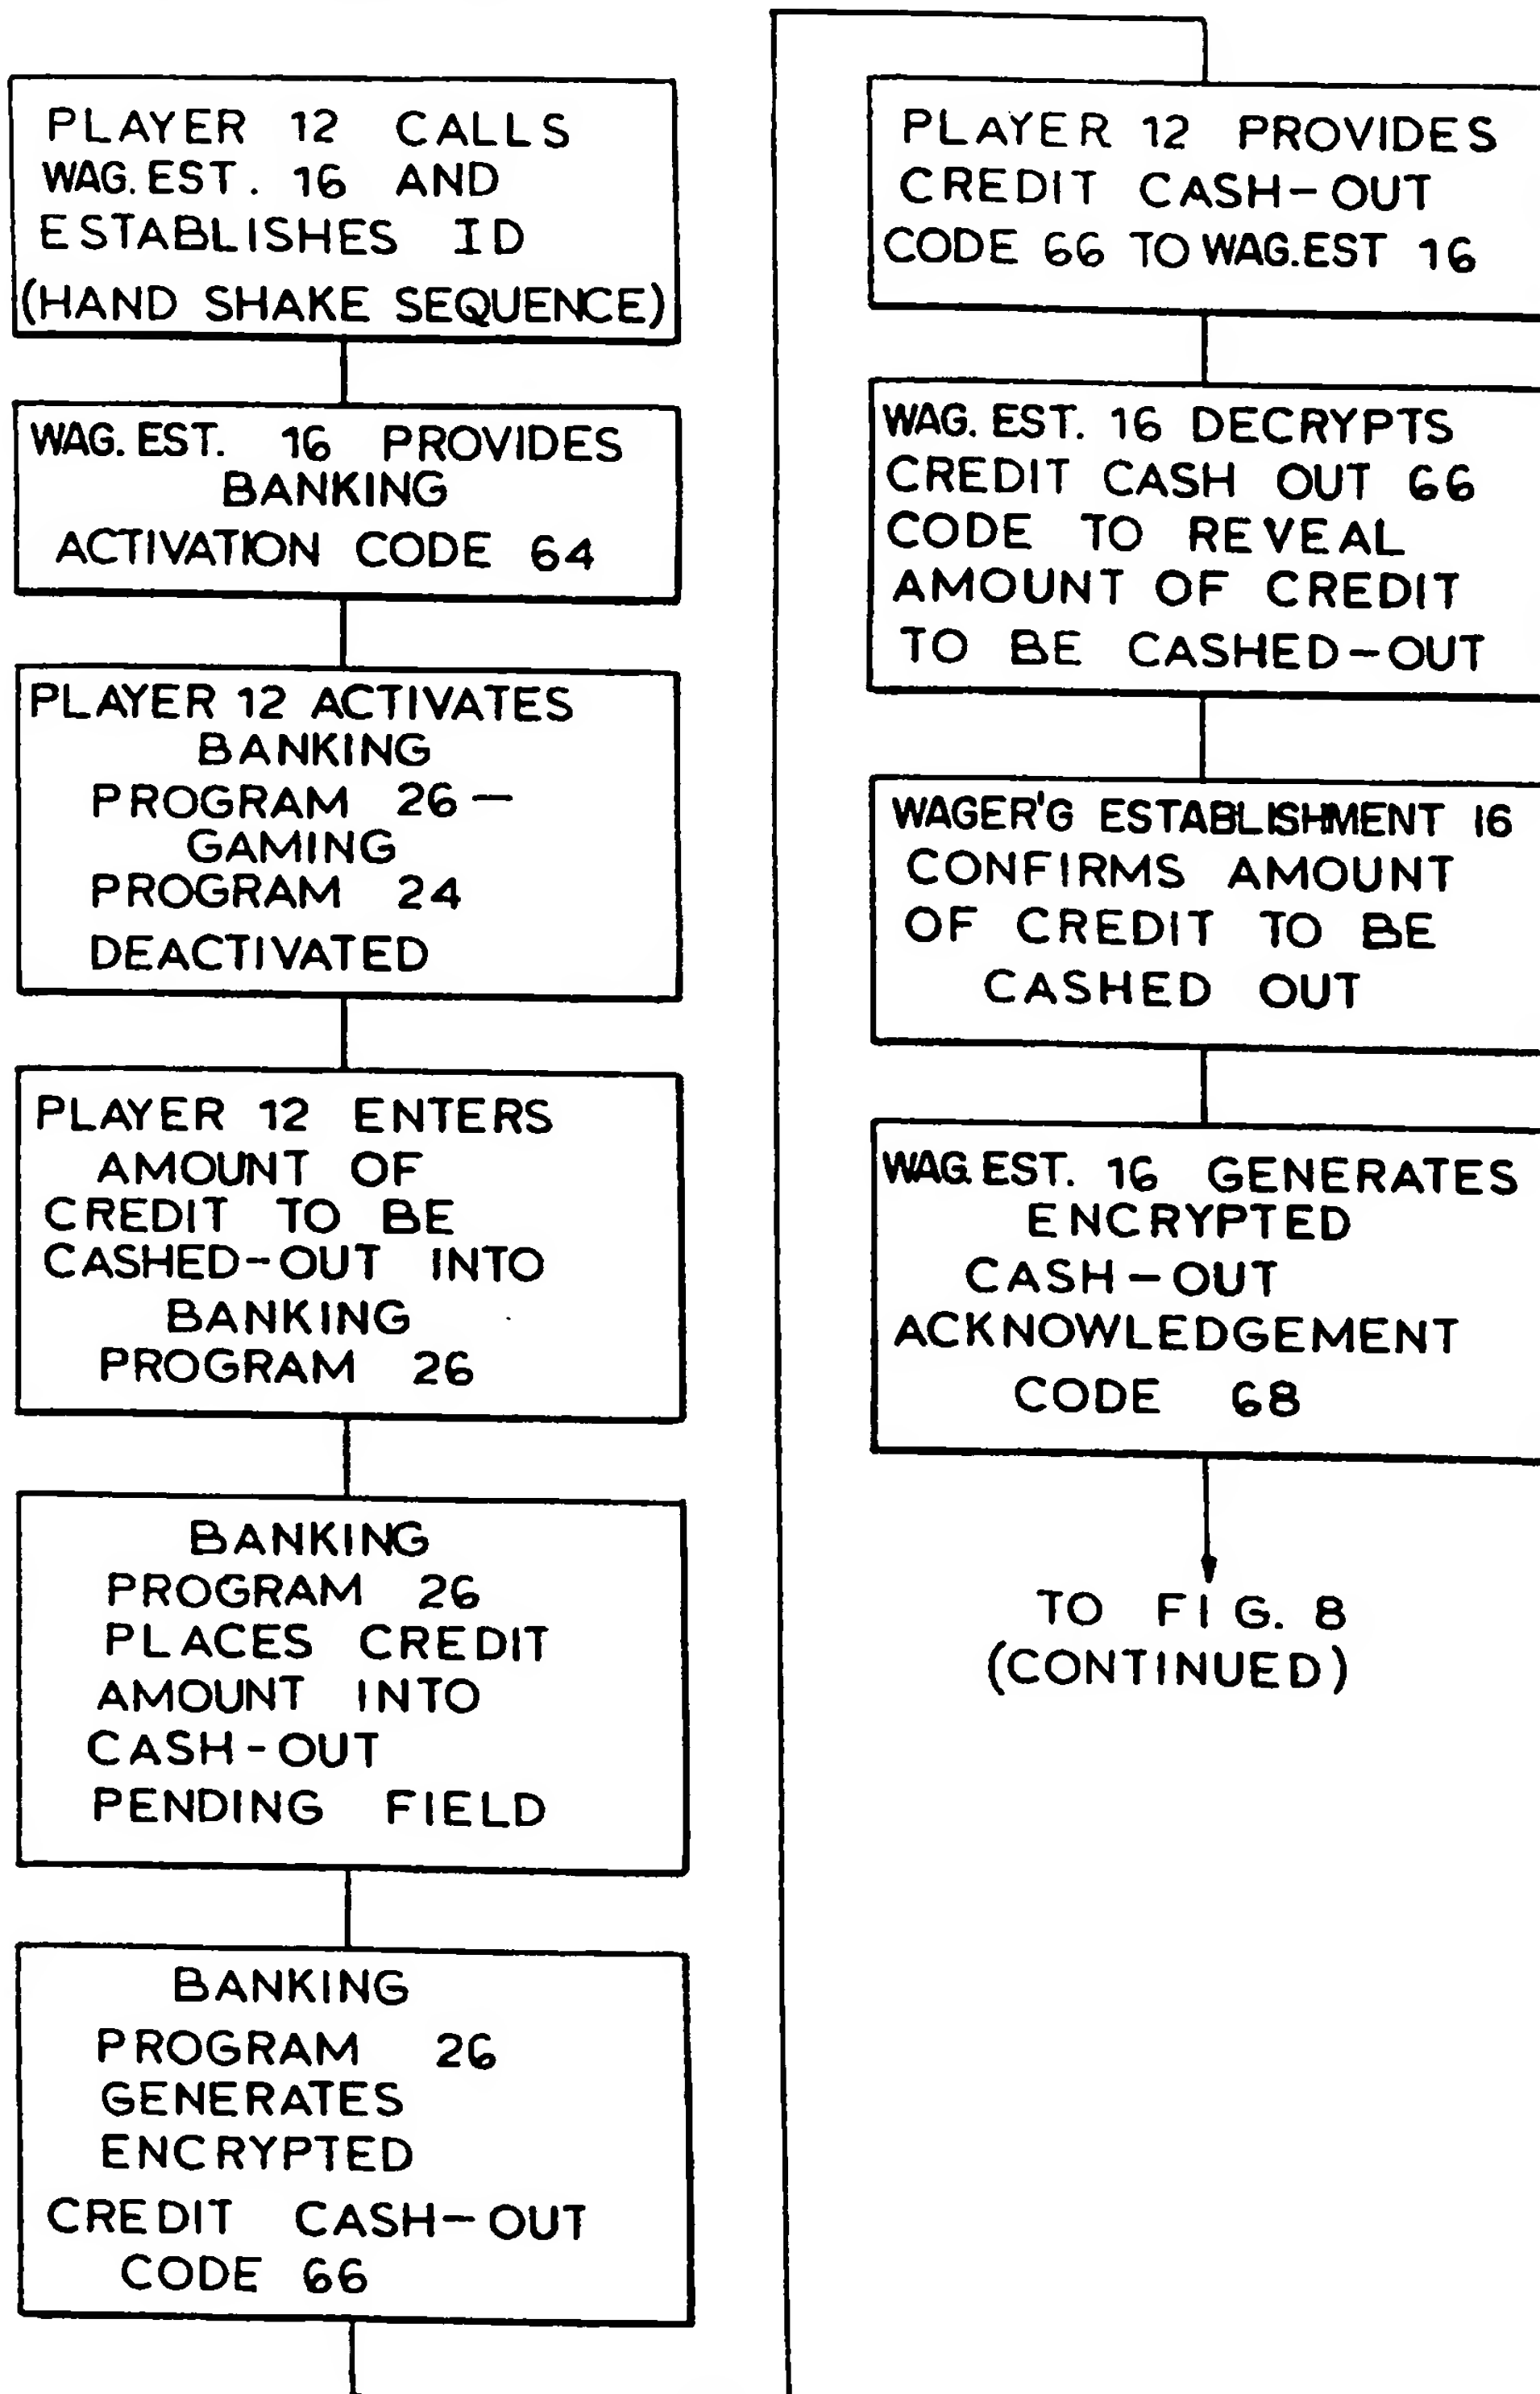 PLAYER 12 CALLS
WAG. EST. 16 AND
ESTABLISHES ID
(HAND SHAKE SEQUENCE)
WAG. EST. 16 PROVIDES
BANKING
ACTIVATION CODE 64
PLAYER 12 ACTIVATES
BANKING
PROGRAM 26 —
GAMING
PROGRAM 24
DEACTIVATED
PLAYER 12 ENTERS
AMOUNT OF
CREDIT TO BE
CASHED-OUT INTO
BANKING
PROGRAM 26
BANKING
PROGRAM 26
PLACES CREDIT
AMOUNT INTO
CASH-OUT
PENDING FIELD
BANKING
PROGRAM 26
GENERATES
ENCRYPTED
CREDIT CASH-OUT
CODE 66
PLAYER 12 PROVIDES
CREDIT CASH-OUT
CODE 66 TO WAG.EST 16
WAG. EST. 16 DECRYPTS
CREDIT CASH OUT 66
CODE TO REVEAL
AMOUNT OF CREDIT
TO BE CASHED-OUT
WAGER'G ESTABLISHMENT 16
CONFIRMS AMOUNT
OF CREDIT TO BE
CASHED OUT
WAG. EST. 16 GENERATES
ENCRYPTED
CASH-OUT
ACKNOWLEDGEMENT
CODE 68
TO FIG. 8
(CONTINUED)